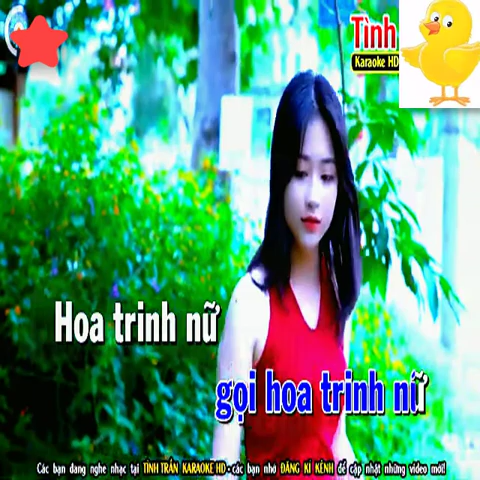 Tình
Karaoke HD
Hoa trinh nữ
gọi hoa trinh nữ
Các bạn đang nghe nhạc tại TÌNH TRẦN KARAOKE HD - các bạn nhớ ĐĂNG KÍ KÊNH để cập nhật những video mới!